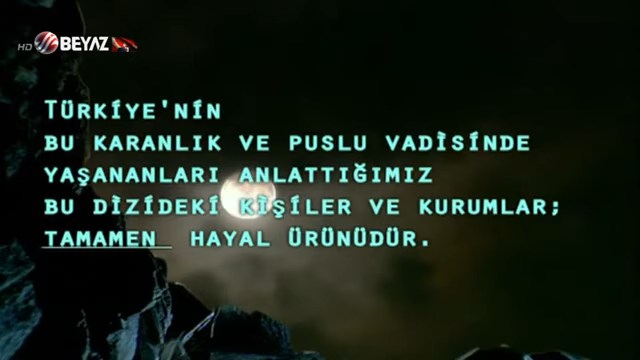 HD BEYAZ
TÜRKİYE'NİN
BU KARANLIK VE PUSLU VADİSİNDE
YAŞANANLARI ANLATTIĞIMIZ
BU DİZİDEKİ KİŞİLER VE KURUMLAR;
TAMAMEN HAYAL ÜRÜNÜDÜR.